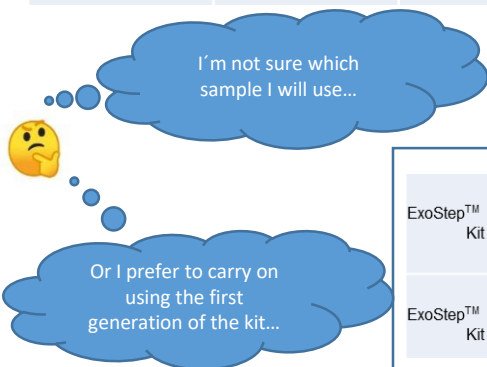 I´m not sure which
sample I will use…
ExoStep™
Kit
Or I prefer to carry on
using the first
generation of the kit…
ExoStep™
Kit